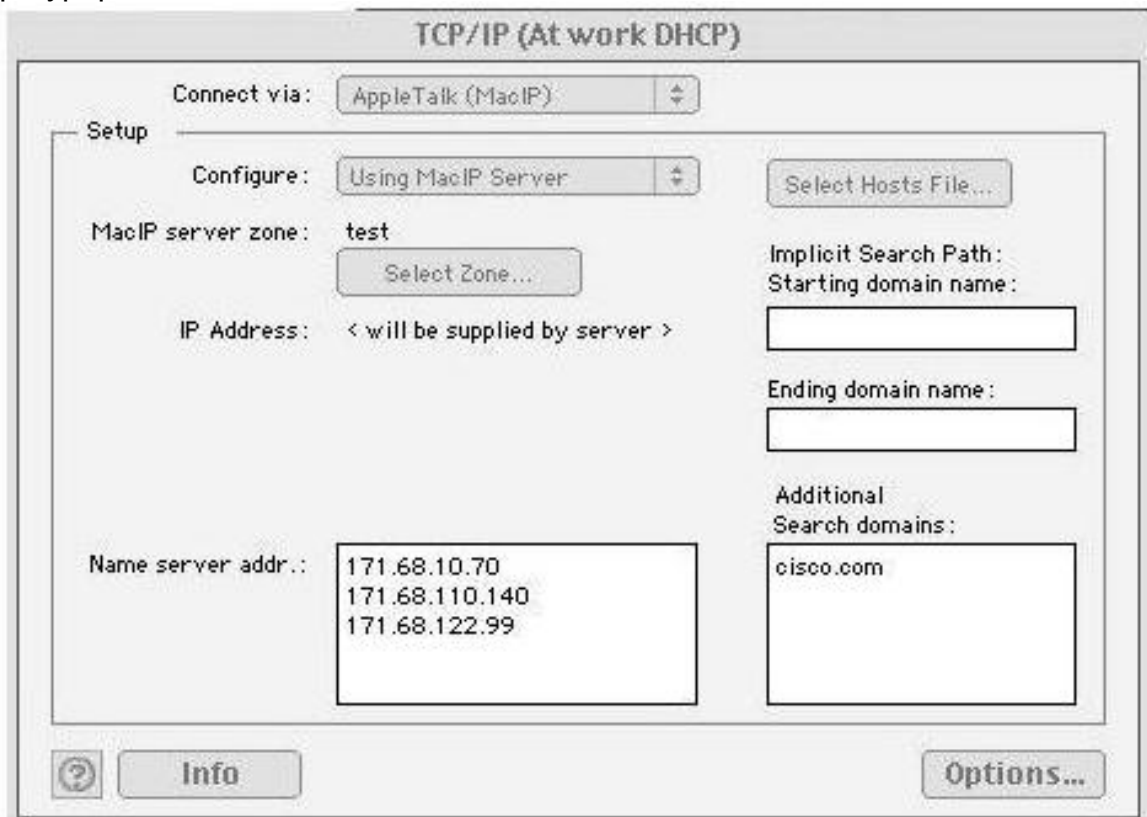 TCP/IP (At work DHCP)
Connect via: AppleTalk (MacIP)
Setup
Configure: Using MacIP Server
Select Hosts File...
MacIP server zone: test
Select Zone...
Implicit Search Path:
Starting domain name:
IP Address: < will be supplied by server >
Ending domain name:
Additional
Search domains:
cisco.com
Name server addr.: 171.68.10.70
171.68.110.140
171.68.122.99
?
Info
Options...